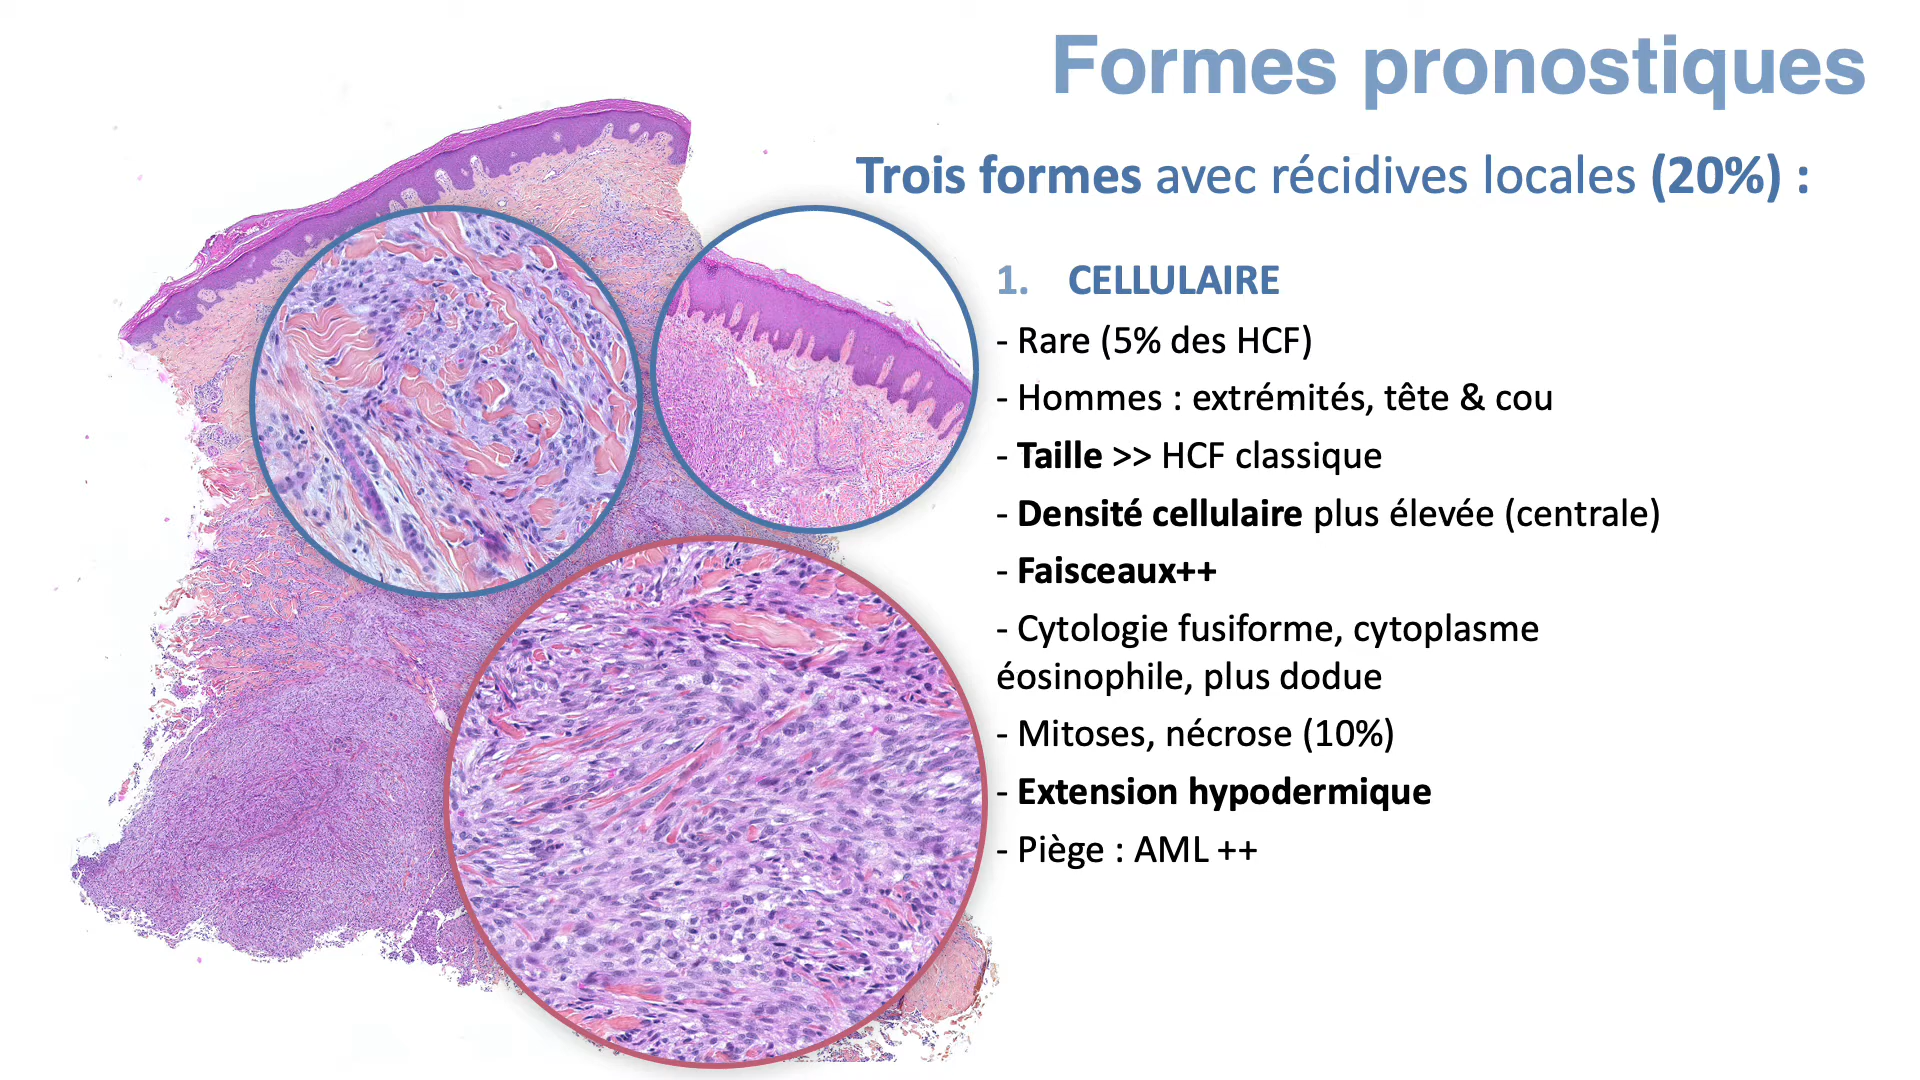 Formes pronostiques
Trois formes avec récidives locales (20%) :
1. CELLULAIRE
- Rare (5% des HCF)
- Hommes : extrémités, tête & cou
- Taille >> HCF classique
- Densité cellulaire plus élevée (centrale)
- Faisceaux++
- Cytologie fusiforme, cytoplasme
éosinophile, plus dodue
- Mitoses, nécrose (10%)
- Extension hypodermique
- Piège : AML ++